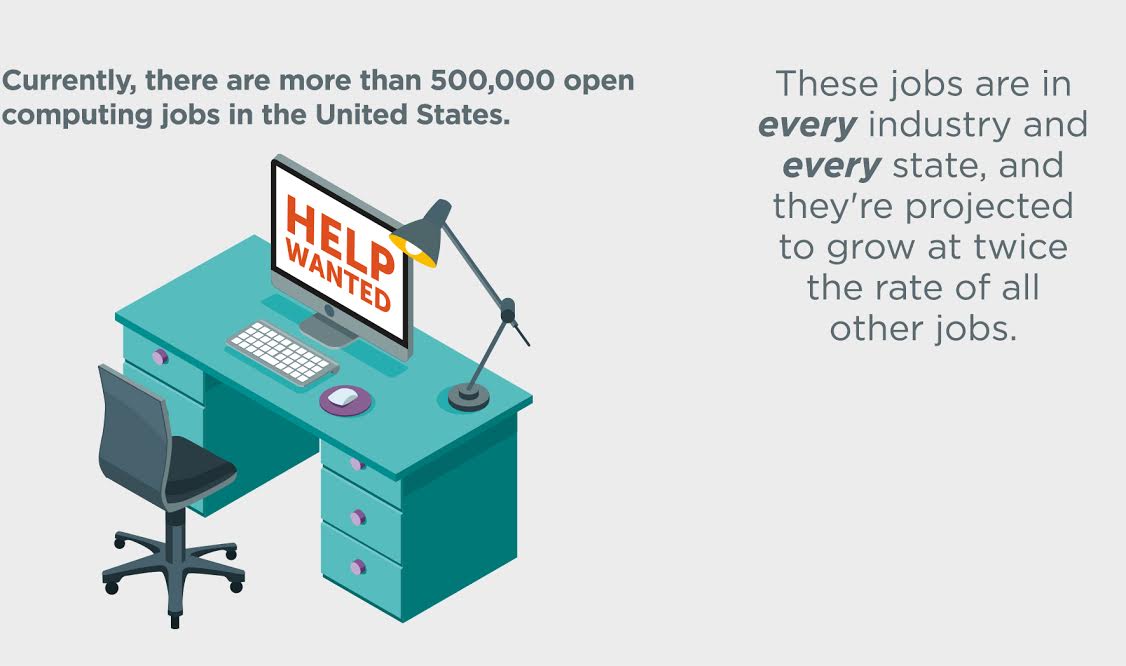 Currently, there are more than 500,000 open
computing jobs in the United States.
HELP
WANTED
These jobs are in
every industry and
every state, and
they're projected
to grow at twice
the rate of all
other jobs.